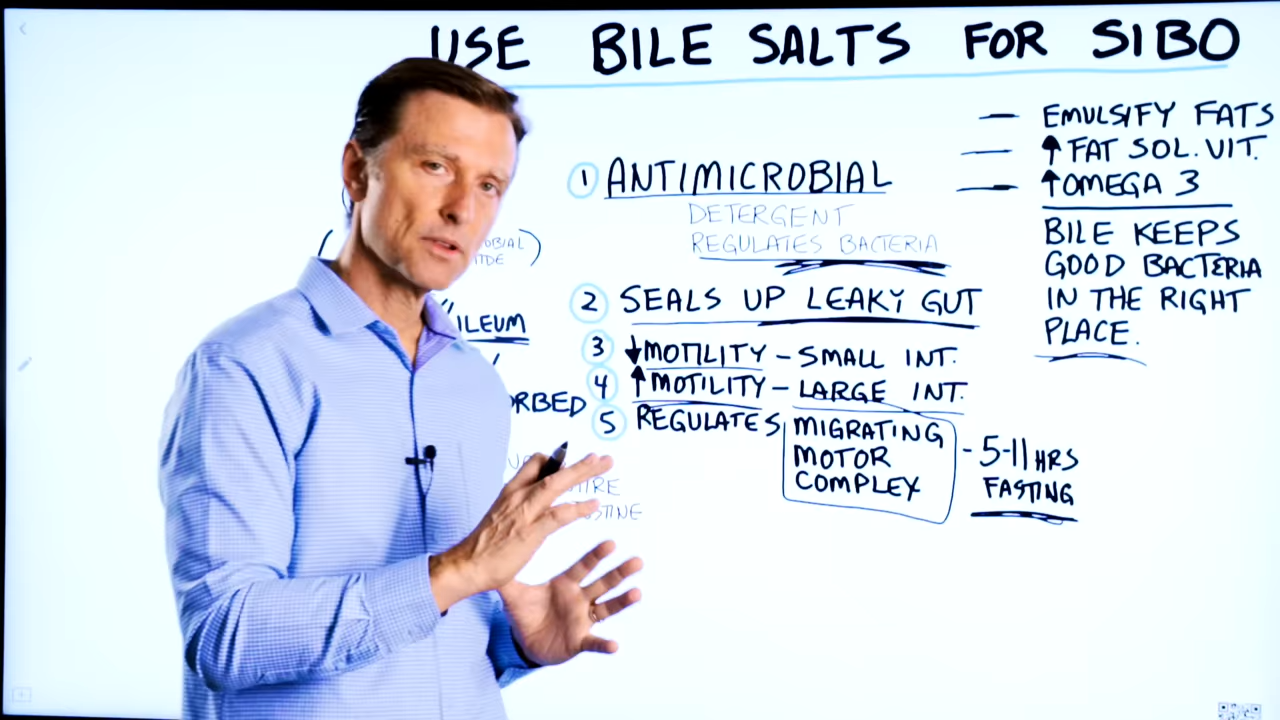 USE BILE SALTS FOR SIBO
— EMULSIFY FATS
— ↑ FAT SOL. VIT.
— ↑ OMEGA 3
BILE KEEPS
GOOD BACTERIA
IN THE RIGHT
PLACE.
1 ANTIMICROBIAL
DETERGENT
REGULATES BACTERIA
2 SEALS UP LEAKY GUT
3 ↓ MOTILITY – SMALL INT.
4 ↑ MOTILITY – LARGE INT.
5 REGULATES MIGRATING
MOTOR
COMPLEX
- 5-11 HRS
FASTING
ILEUM